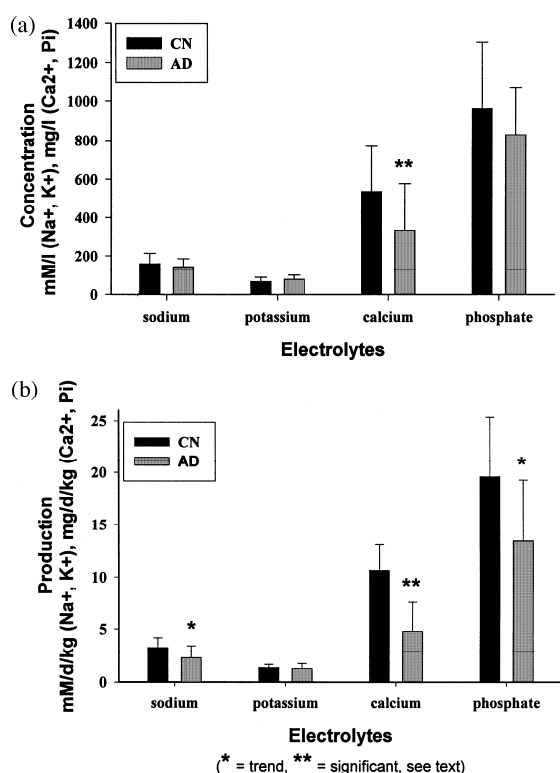 (a)
1400
1200
1000
800
600
400
200
0
CN
AD
**
Concentration
mM/l (Na+, K+), mg/l (Ca2+, Pi)
sodium potassium calcium phosphate
Electrolytes
(b)
25
20
15
10
5
0
CN
AD
*
**
*
Production
mM/d/kg (Na+, K+), mg/d/kg (Ca2+, Pi)
sodium potassium calcium phosphate
Electrolytes
(* = trend, ** = significant, see text)